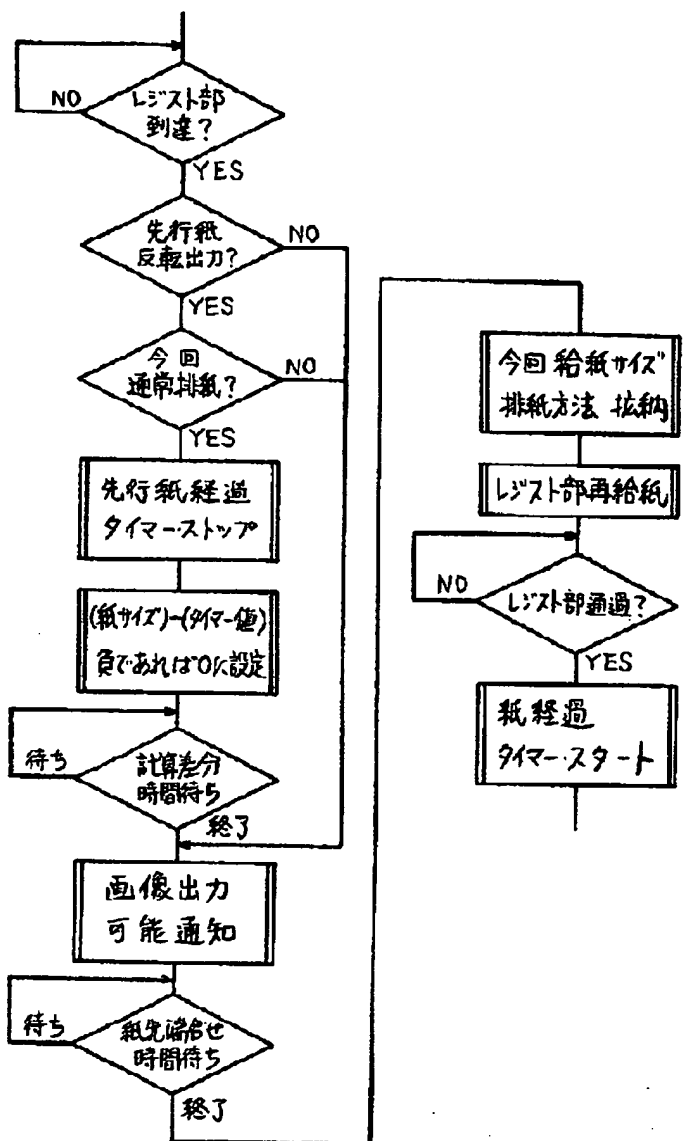 NO
レジスト部
到達?
YES
先行紙
反転出力?
NO
YES
今回
通常排紙?
NO
YES
先行紙経過
タイマー・ストップ
(紙サイズ)-(タイマー値)
負であれば0に設定
待ち
計算差分
時間待ち
終了
画像出力
可能通知
待ち
紙先端合せ
時間待ち
終了
今回給紙サイズ
排紙方法 拡納
レジスト部再給紙
NO
レジスト部通過?
YES
紙経過
タイマー・スタート